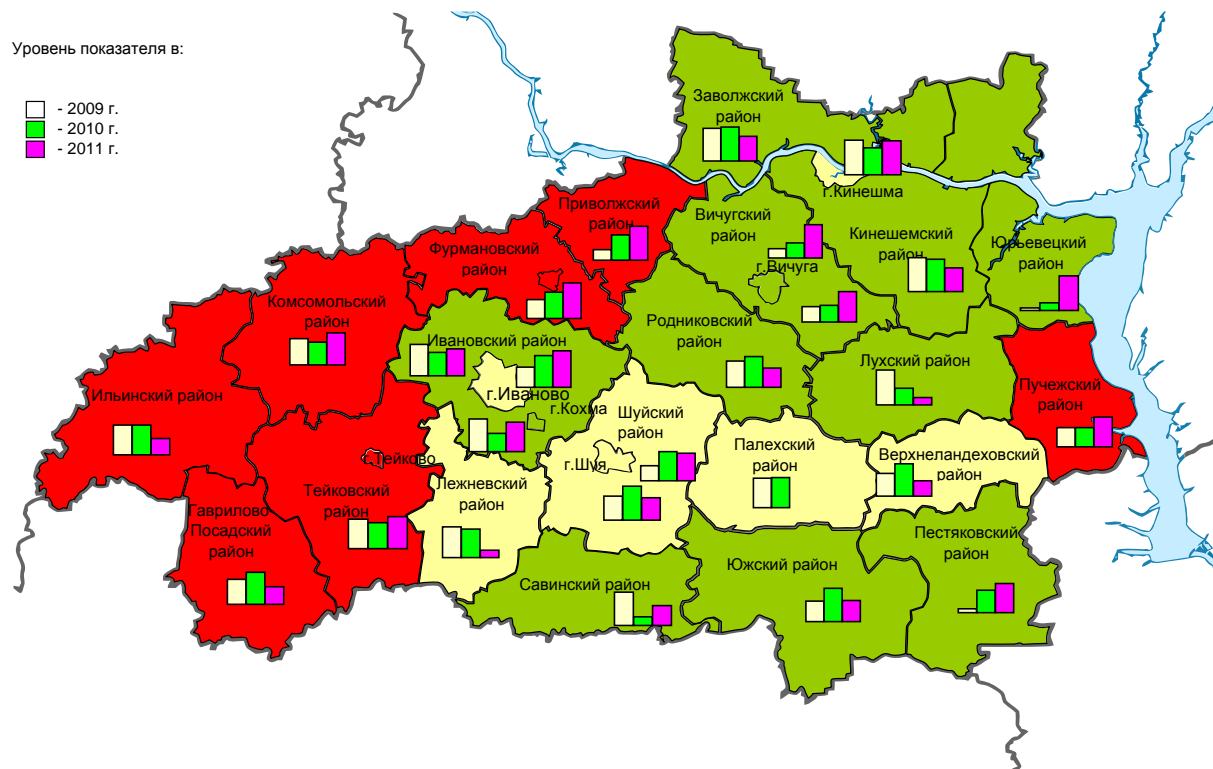 Уровень показателя в:
- 2009 г.
- 2010 г.
- 2011 г.
Заволжский
район
г.Кинешма
Приволжский
район
Вичугский
район
Кинешемский
район
Юрьевецкий
район
Фурмановский
район
г.Вичуга
Комсомольский
район
Ивановский район
Родниковский
район
Лухский район
Пучежский
район
Ильинский район
г.Иваново
г.Кохма
Шуйский
район
Палехский
район
Верхнеландеховский
район
г.Тейково
г.Шуя
Лежневский
район
Тейковский
район
Гаврилово
Посадский
район
Пестяковский
район
Савинский район
Южский район